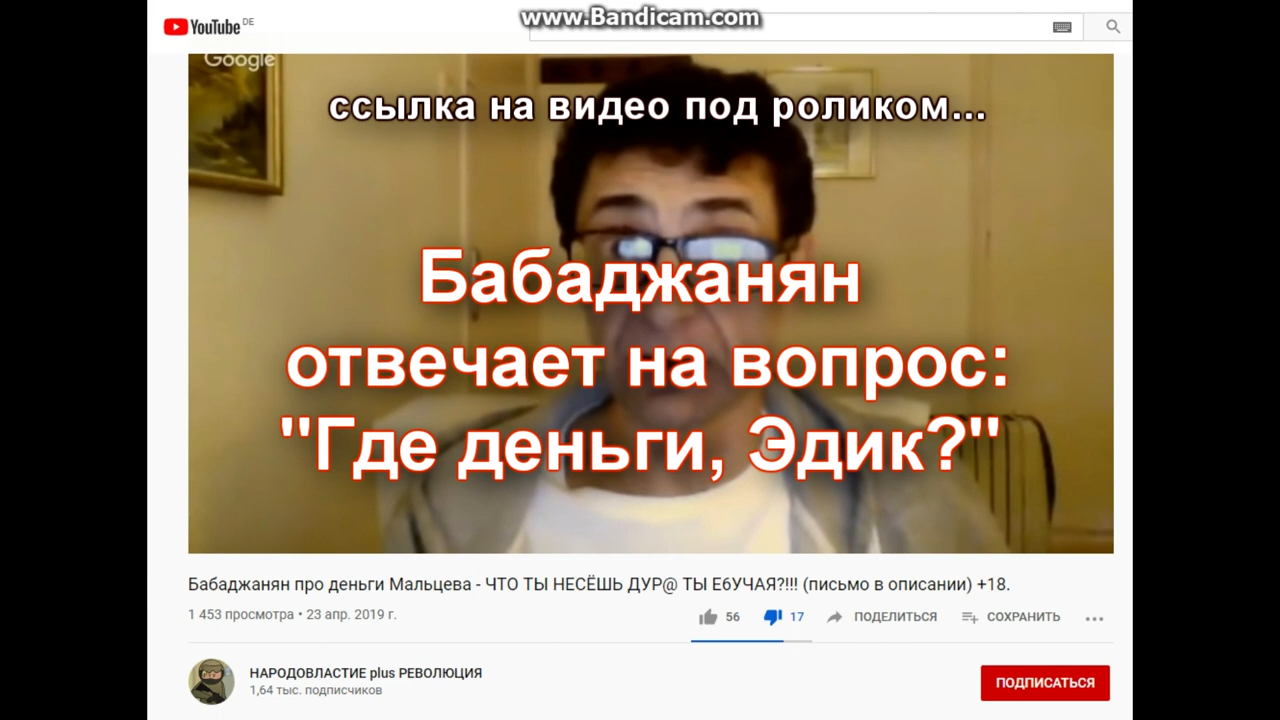 www.Bandicam.com
YouTube DE
Google
ссылка на видео под роликом...
Бабаджанян
отвечает на вопрос:
"Где деньги, Эдик?"
Бабаджанян про деньги Мальцева - ЧТО ТЫ НЕСЁШЬ ДУР@ ТЫ Е6УЧАЯ?!!! (письмо в описании) +18.
1 453 просмотра • 23 апр. 2019 г.
56 17 ПОДЕЛИТЬСЯ СОХРАНИТЬ
НАРОДОВЛАСТИЕ plus РЕВОЛЮЦИЯ
1,64 тыс. подписчиков
ПОДПИСАТЬСЯ